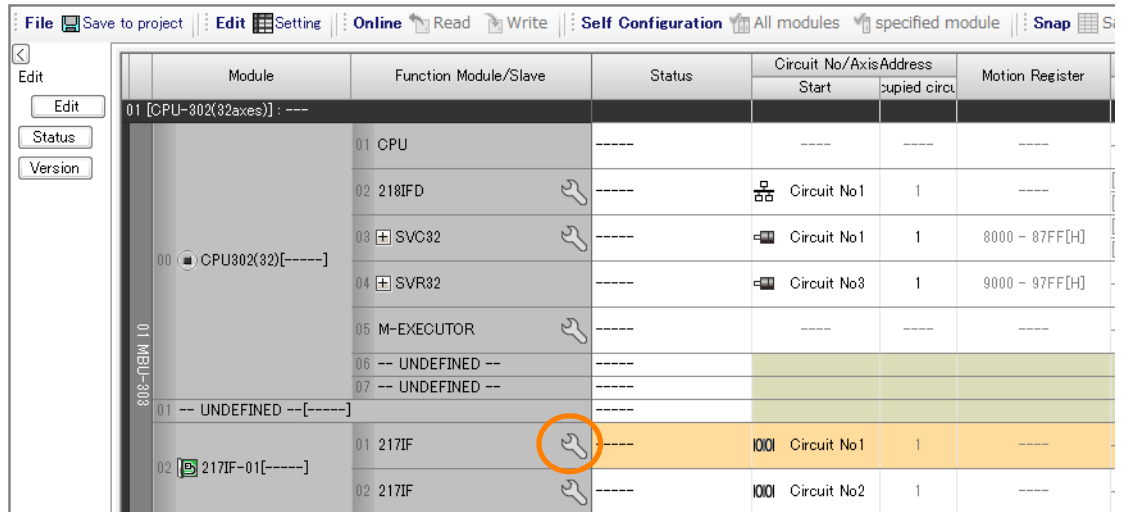 File Save to project Edit Setting Online Read Write Self Configuration All modules specified module Snap
Edit
Edit
Status
Version
Module Function Module/Slave Status Circuit No/AxisAddress Motion Register
Start cupied circu
01 [CPU-302(32axes)] : ---
01 MBU-303
00 CPU302(32)[-----]
01 CPU ----- ---- ---- ----
02 218IFD ----- Circuit No1 1 ----
03 + SVC32 ----- Circuit No1 1 8000 - 87FF[H]
04 + SVR32 ----- Circuit No3 1 9000 - 97FF[H]
05 M-EXECUTOR ----- ---- ---- ----
06 -- UNDEFINED -- -----
07 -- UNDEFINED -- -----
01 -- UNDEFINED --[-----] -----
02 217IF-01[-----]
01 217IF ----- Circuit No1 1 ----
02 217IF ----- Circuit No2 1 ----